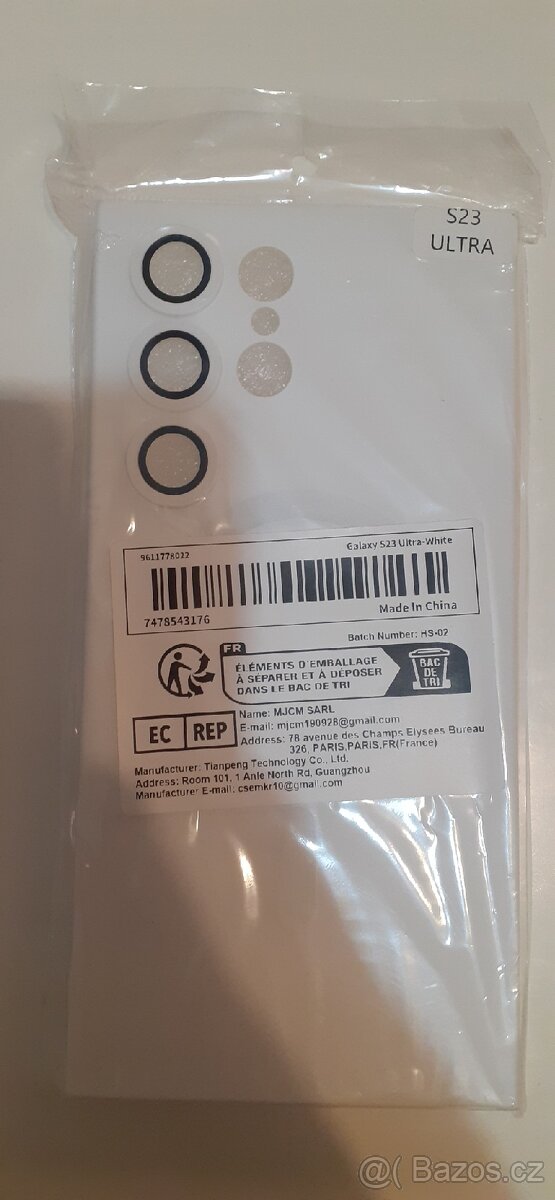 S23
ULTRA
9611778022
Galaxy S23 Ultra-White
7478543176
Made In China
Batch Number: HS-02
FR
ÉLÉMENTS D'EMBALLAGE
À SÉPARER ET À DÉPOSER
DANS LE BAC DE TRI
BAC
DE
TRI
EC REP
Name: MJCM SARL
E-mail: mjcm190928@gmail.com
Address: 78 avenue des Champs Elysees Bureau
326, PARIS,PARIS,FR(France)
Manufacturer: Tianpeng Technology Co., Ltd.
Address: Room 101, 1 Anle North Rd, Guangzhou
Manufacturer E-mail: csemkr10@gmail.com
@( Bazos.cz